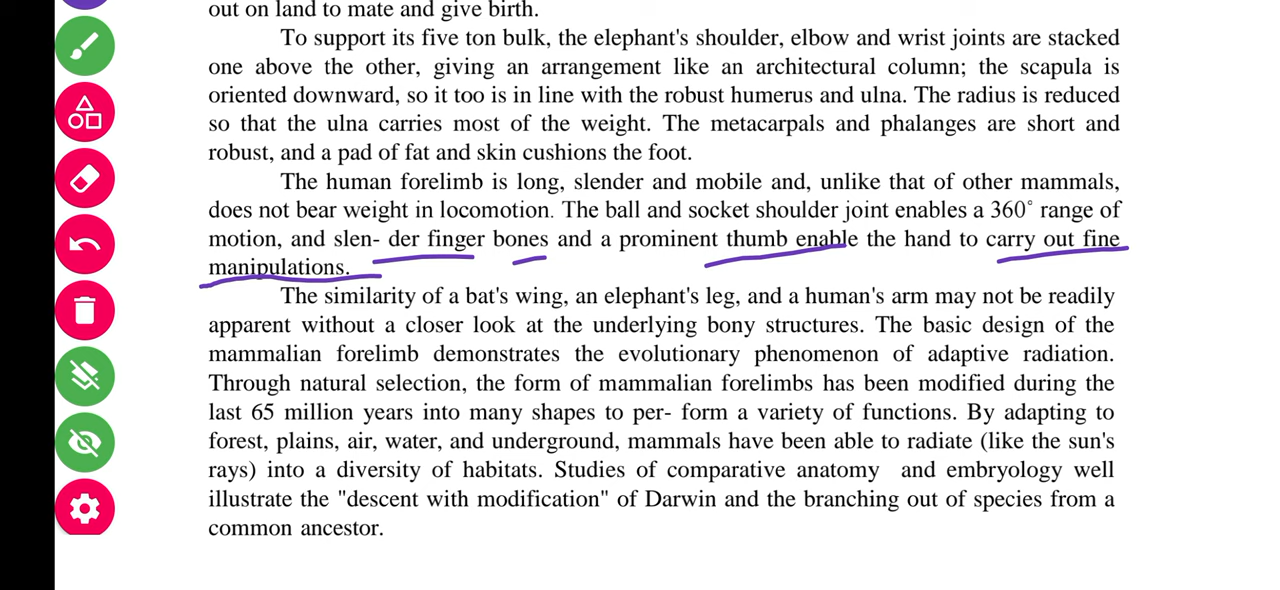 out on land to mate and give birth.
To support its five ton bulk, the elephant's shoulder, elbow and wrist joints are stacked
one above the other, giving an arrangement like an architectural column; the scapula is
oriented downward, so it too is in line with the robust humerus and ulna. The radius is reduced
so that the ulna carries most of the weight. The metacarpals and phalanges are short and
robust, and a pad of fat and skin cushions the foot.
The human forelimb is long, slender and mobile and, unlike that of other mammals,
does not bear weight in locomotion. The ball and socket shoulder joint enables a 360° range of
motion, and slen- der finger bones and a prominent thumb enable the hand to carry out fine
manipulations.
The similarity of a bat's wing, an elephant's leg, and a human's arm may not be readily
apparent without a closer look at the underlying bony structures. The basic design of the
mammalian forelimb demonstrates the evolutionary phenomenon of adaptive radiation.
Through natural selection, the form of mammalian forelimbs has been modified during the
last 65 million years into many shapes to per- form a variety of functions. By adapting to
forest, plains, air, water, and underground, mammals have been able to radiate (like the sun's
rays) into a diversity of habitats. Studies of comparative anatomy and embryology well
illustrate the "descent with modification" of Darwin and the branching out of species from a
common ancestor.